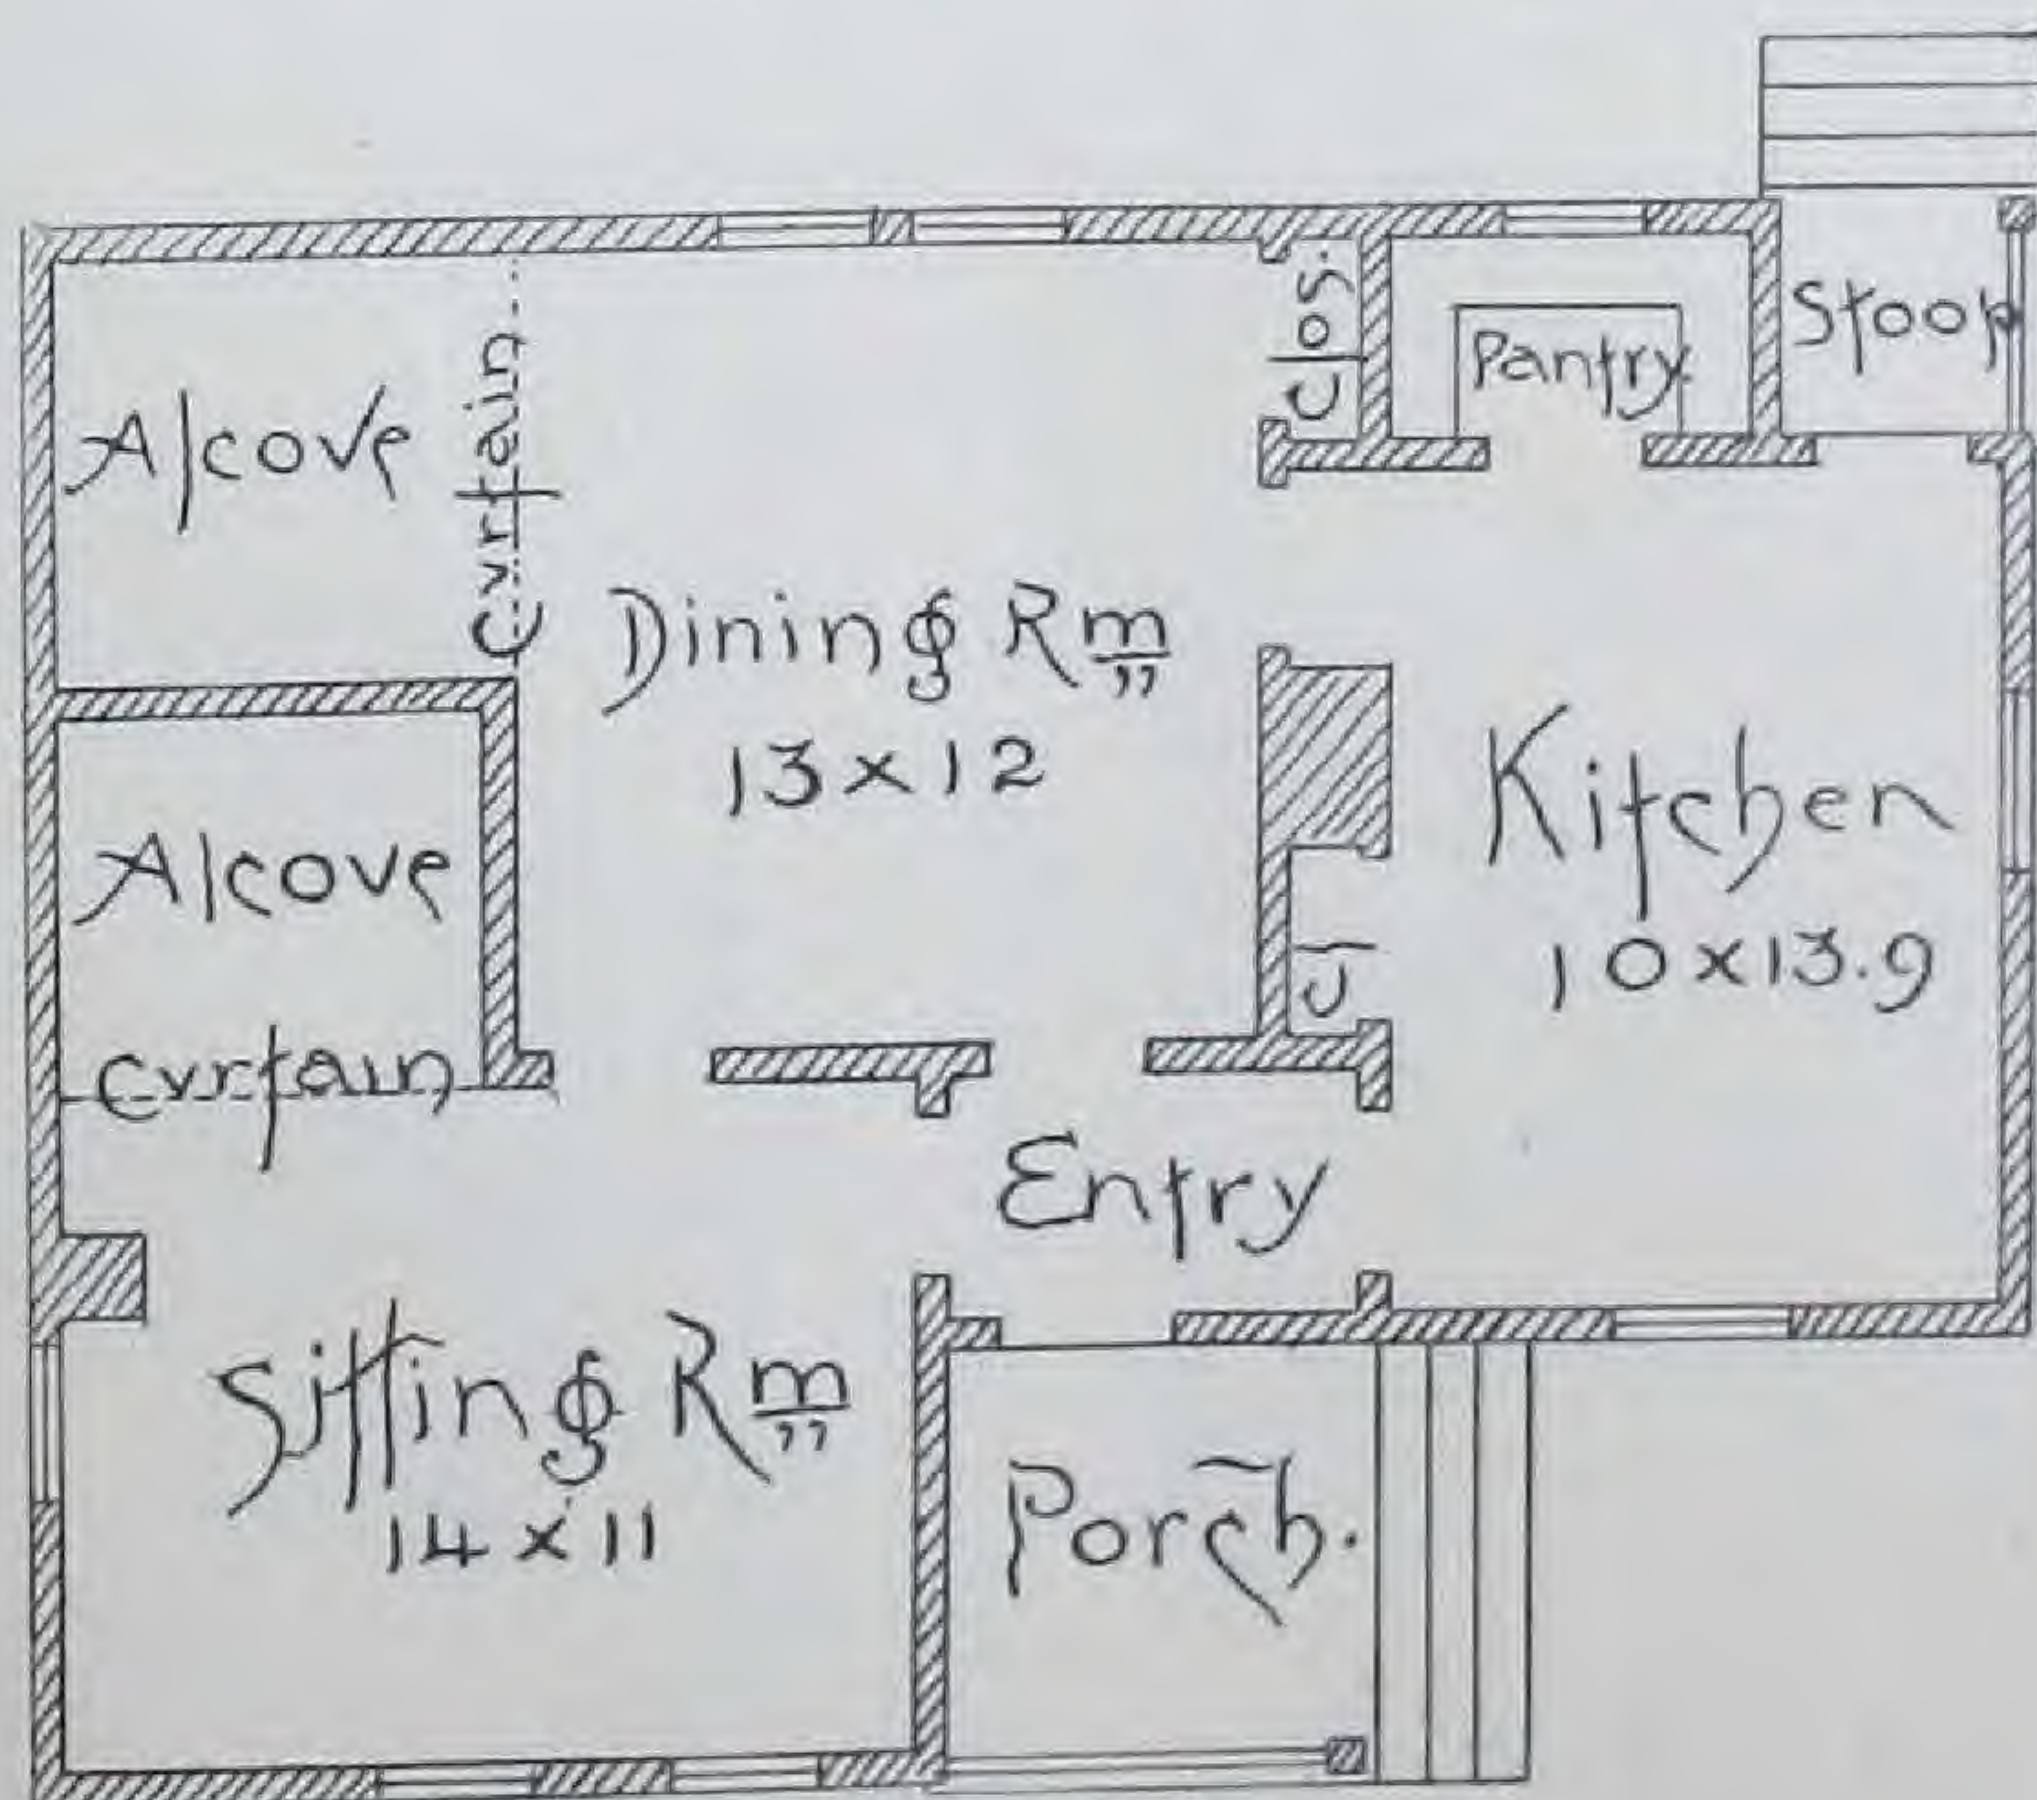 Alcove
Curtain
Clos.
Pantry.
Stoop
Dining Rm
13 x 12
Kitchen
10 x 13.9
Alcove
Curtain
Cl
Entry
Sitting Rm
14 x 11
Porch.